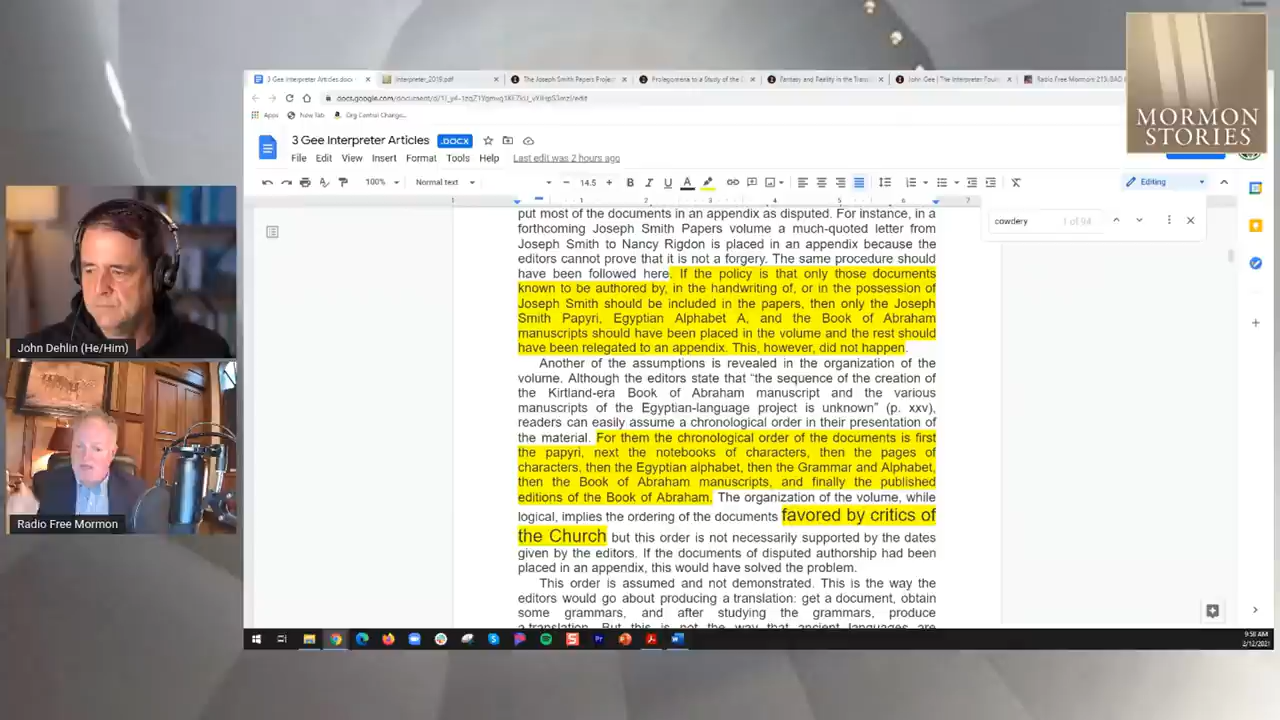 MORMON
STORIES
3 Gee Interpreter Articles.docx
Interpreter_2019.pdf
The Joseph Smith Papers Projec
Prolegomena to a Study of the
Fantasy and Reality in the Trans
John Gee | The Interpreter Foun
Apps
New Tab
Org Central Change...
3 Gee Interpreter Articles .DOCX
File Edit View Insert Format Tools Help Last edit was 2 hours ago
100% Normal text 14.5 Editing
cowdery 1 of 94
put most of the documents in an appendix as disputed. For instance, in a
forthcoming Joseph Smith Papers volume a much-quoted letter from
Joseph Smith to Nancy Rigdon is placed in an appendix because the
editors cannot prove that it is not a forgery. The same procedure should
have been followed here. If the policy is that only those documents
known to be authored by, in the handwriting of, or in the possession of
Joseph Smith should be included in the papers, then only the Joseph
Smith Papyri, Egyptian Alphabet A, and the Book of Abraham
manuscripts should have been placed in the volume and the rest should
have been relegated to an appendix. This, however, did not happen.
Another of the assumptions is revealed in the organization of the
volume. Although the editors state that "the sequence of the creation of
the Kirtland-era Book of Abraham manuscript and the various
manuscripts of the Egyptian-language project is unknown" (p. xxv),
readers can easily assume a chronological order in their presentation of
the material. For them the chronological order of the documents is first
the papyri, next the notebooks of characters, then the pages of
characters, then the Egyptian alphabet, then the Grammar and Alphabet,
then the Book of Abraham manuscripts, and finally the published
editions of the Book of Abraham. The organization of the volume, while
logical, implies the ordering of the documents favored by critics of
the Church but this order is not necessarily supported by the dates
given by the editors. If the documents of disputed authorship had been
placed in an appendix, this would have solved the problem.
This order is assumed and not demonstrated. This is the way the
editors would go about producing a translation: get a document, obtain
some grammars, and after studying the grammars, produce
a translation. But this is not the way that ancient languages are
John Dehlin (He/Him)
Radio Free Mormon
9:58 AM
2/12/2021